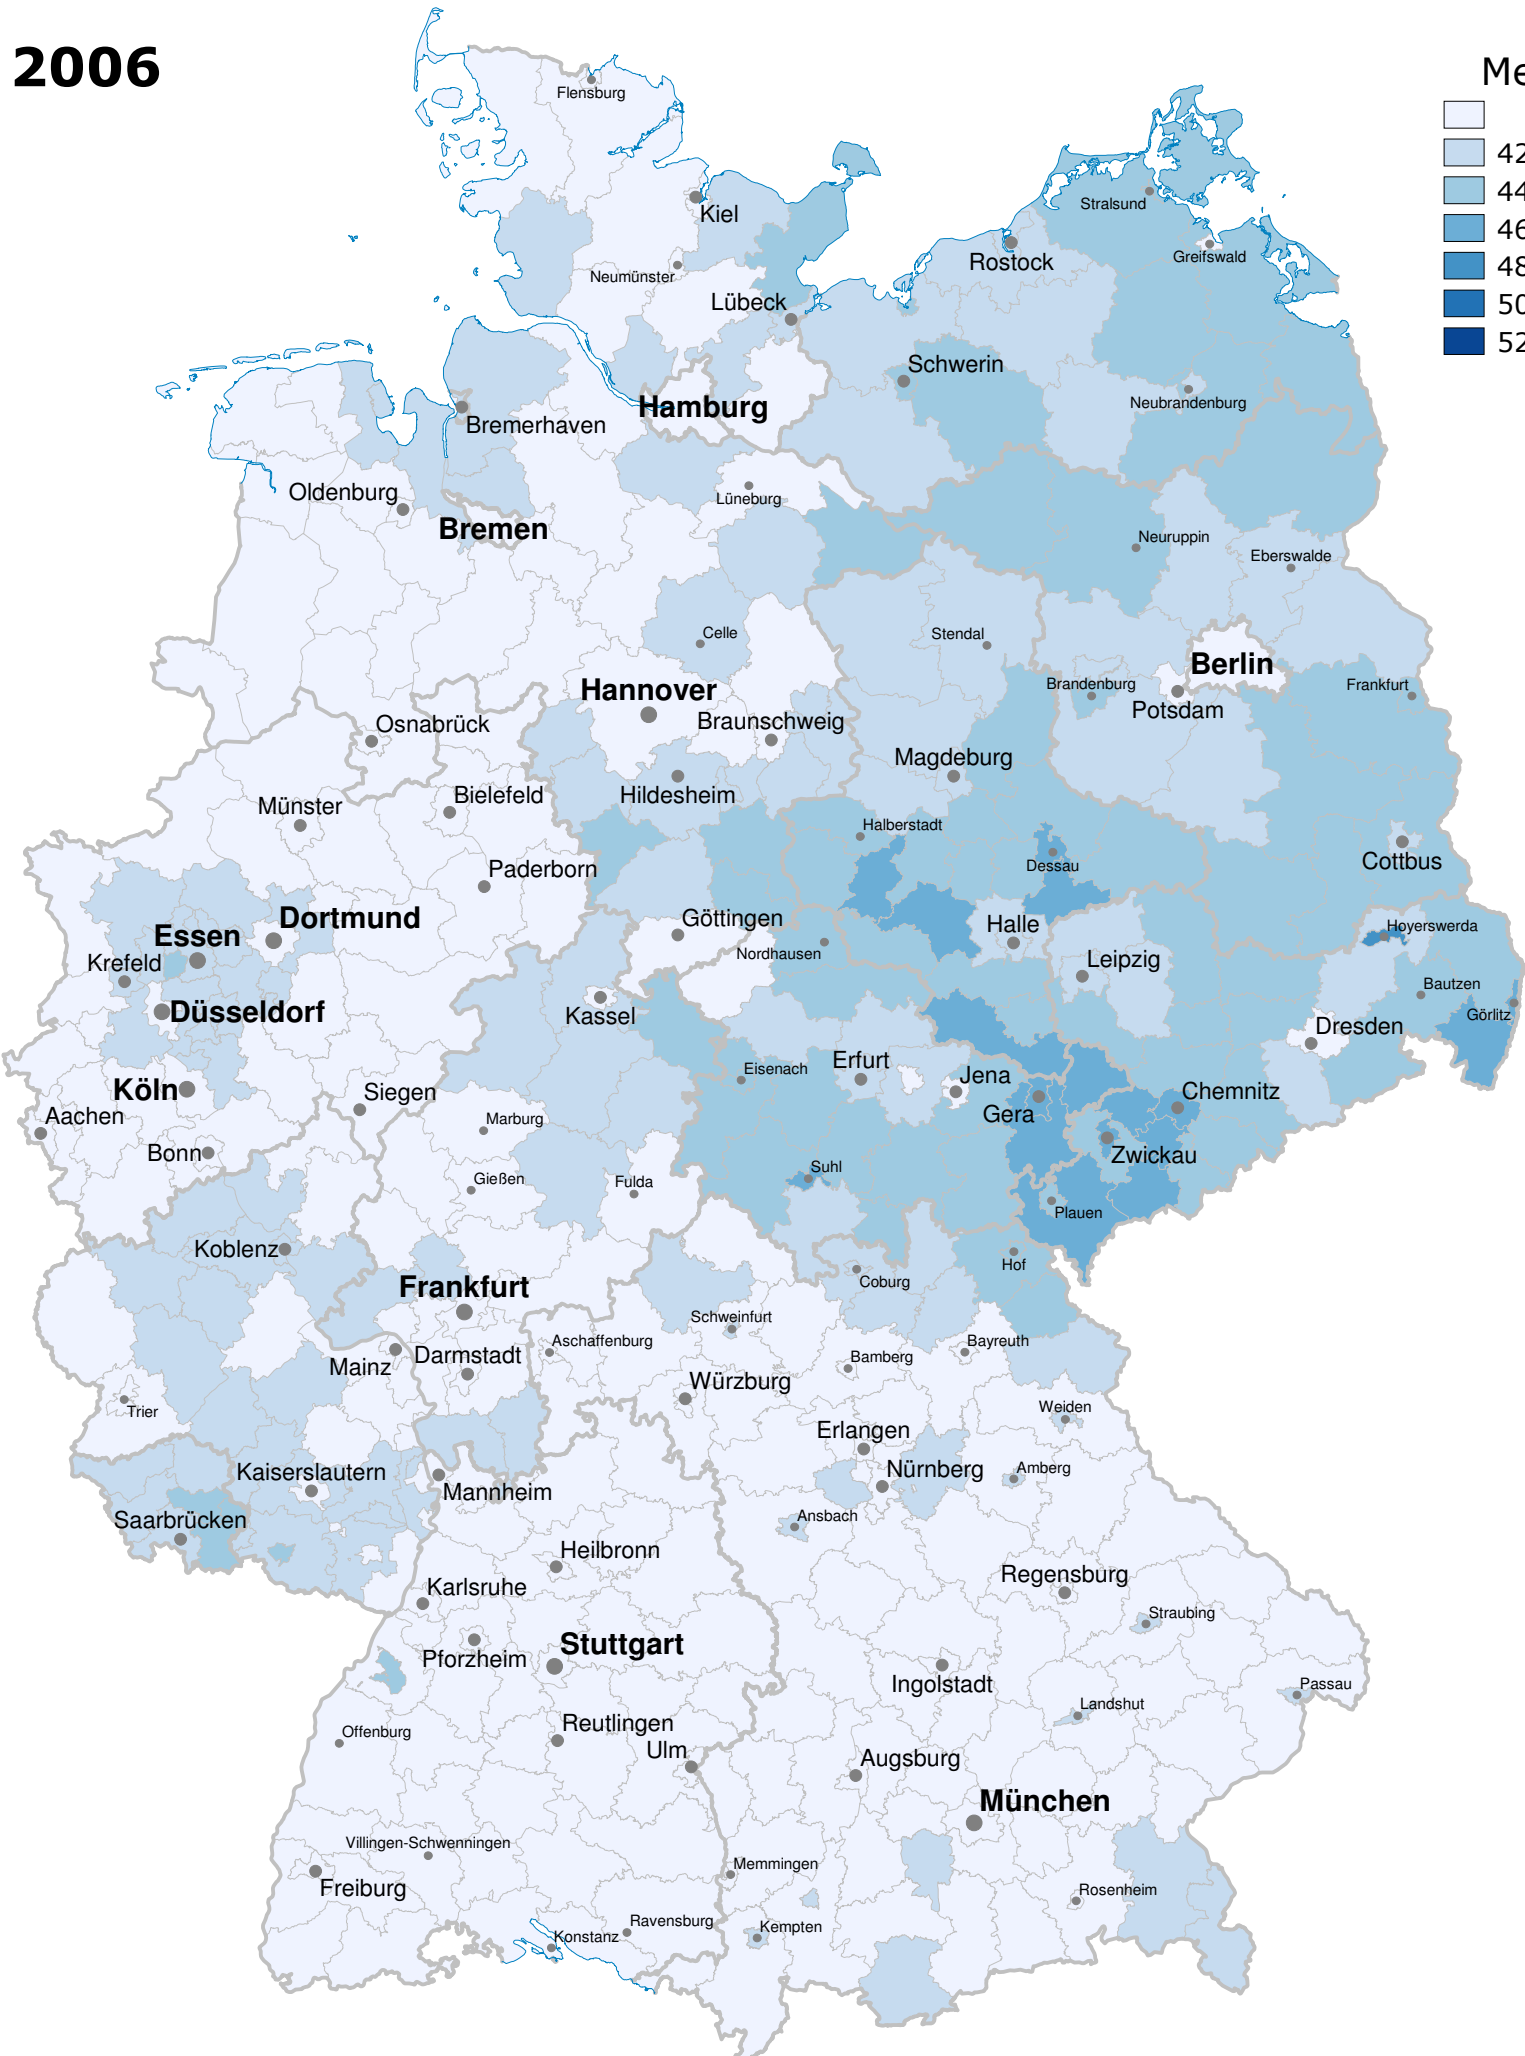 2006
Me
42
44
46
48
50
52
Flensburg
Kiel
Stralsund
Greifswald
Rostock
Neumünster
Lübeck
Schwerin
Neubrandenburg
Hamburg
Bremerhaven
Oldenburg
Lüneburg
Bremen
Neuruppin
Eberswalde
Celle
Stendal
Berlin
Hannover
Brandenburg
Frankfurt
Potsdam
Osnabrück
Braunschweig
Magdeburg
Hildesheim
Bielefeld
Münster
Halberstadt
Dessau
Cottbus
Paderborn
Dortmund
Göttingen
Halle
Hoyerswerda
Essen
Nordhausen
Leipzig
Krefeld
Bautzen
Düsseldorf
Kassel
Görlitz
Dresden
Erfurt
Eisenach
Jena
Köln
Siegen
Chemnitz
Gera
Aachen
Marburg
Bonn
Zwickau
Suhl
Gießen
Fulda
Plauen
Koblenz
Hof
Coburg
Frankfurt
Schweinfurt
Aschaffenburg
Bayreuth
Mainz
Darmstadt
Bamberg
Würzburg
Trier
Weiden
Erlangen
Kaiserslautern
Nürnberg
Amberg
Mannheim
Saarbrücken
Ansbach
Heilbronn
Regensburg
Karlsruhe
Straubing
Stuttgart
Pforzheim
Ingolstadt
Passau
Landshut
Reutlingen
Offenburg
Ulm
Augsburg
München
Villingen-Schwenningen
Memmingen
Freiburg
Rosenheim
Ravensburg
Kempten
Konstanz